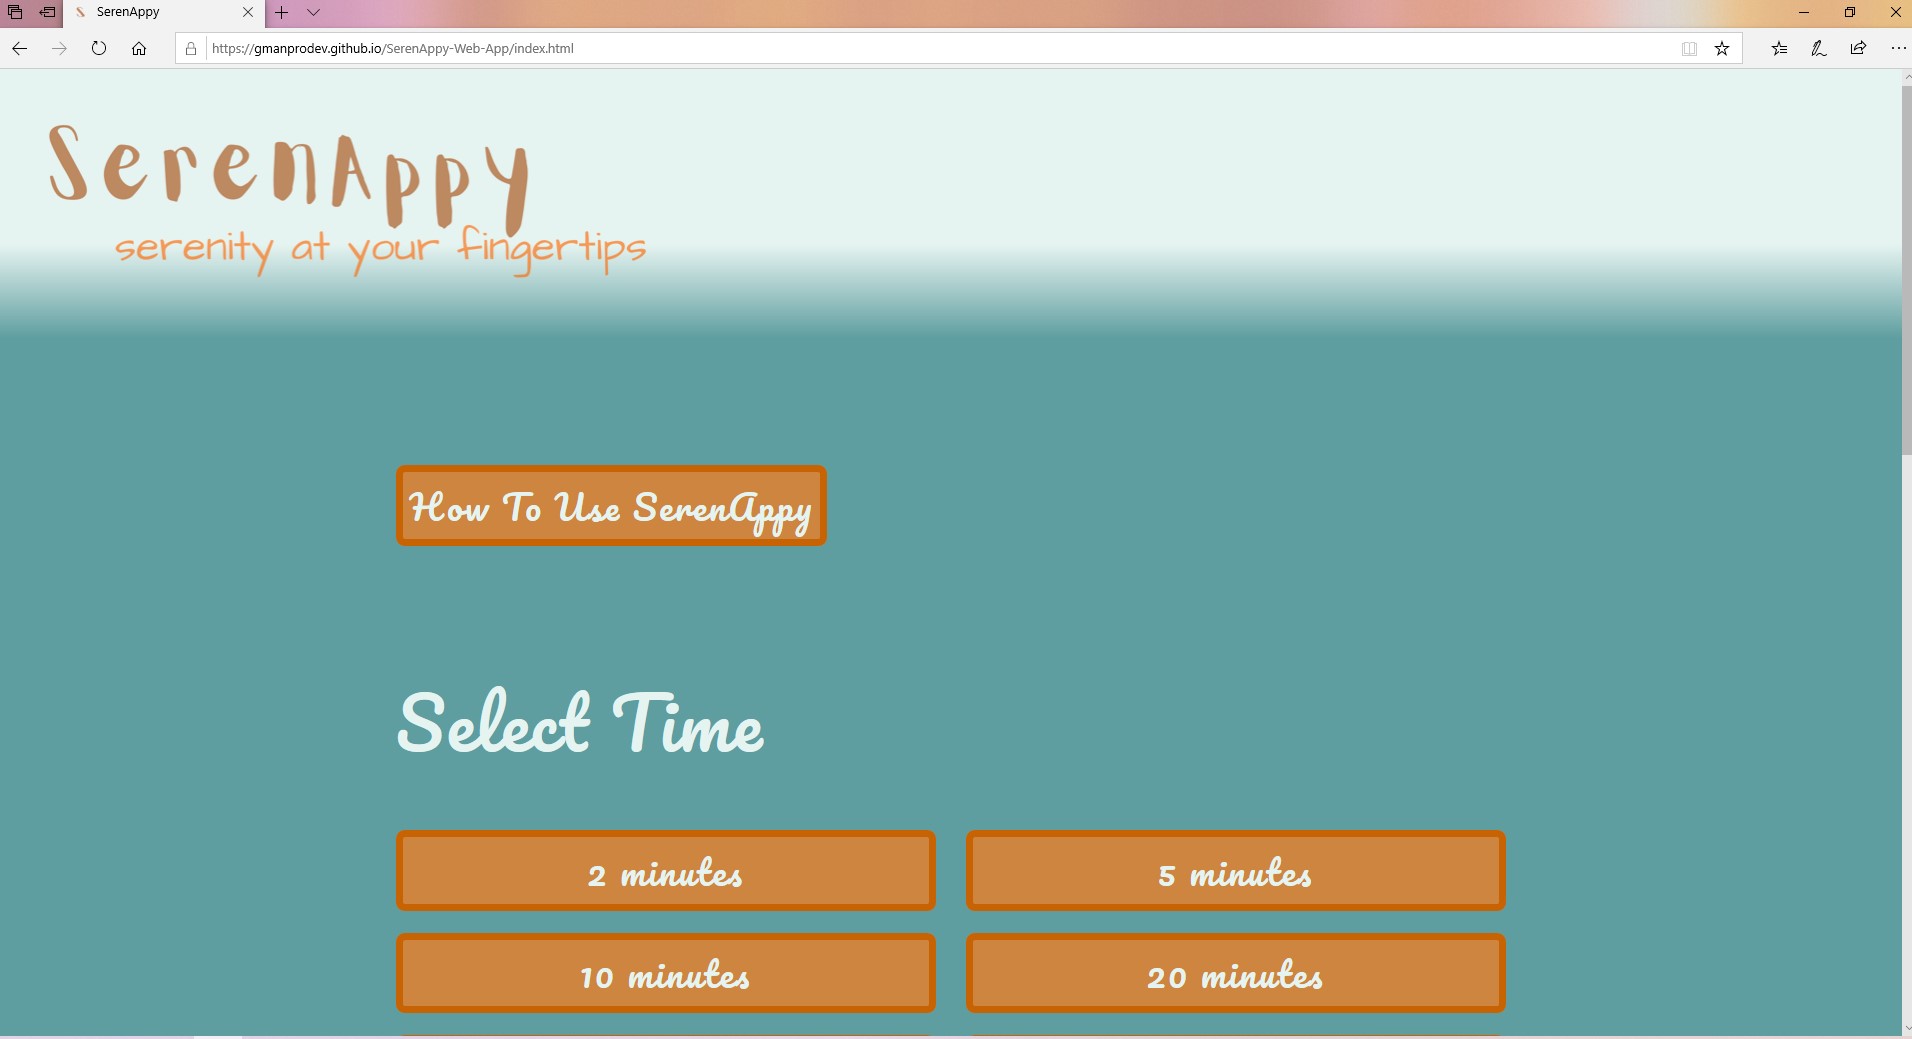 SerenAppy
https://gmanprodev.github.io/SerenAppy-Web-App/index.html
SerenAppy
serenity at your fingertips
How To Use SerenAppy
Select Time
2 minutes
5 minutes
10 minutes
20 minutes